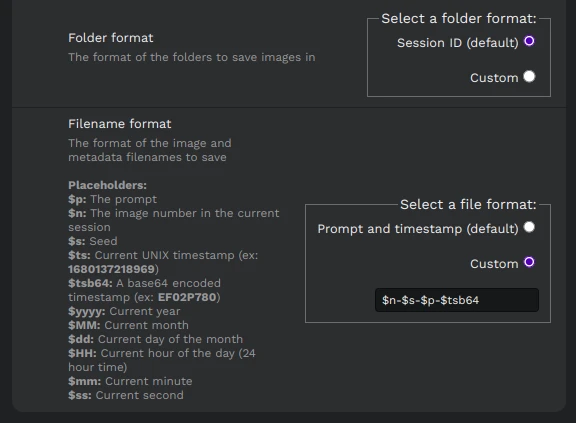 Select a folder format:
Folder format
The format of the folders to save images in
Session ID (default)
Custom
Filename format
The format of the image and
metadata filenames to save
Placeholders:
$p: The prompt
$n: The image number in the current
session
$s: Seed
$ts: Current UNIX timestamp (ex:
1680137218969)
$tsb64: A base64 encoded
timestamp (ex: EF02P780)
$yyyy: Current year
$MM: Current month
$dd: Current day of the month
$HH: Current hour of the day (24
hour time)
$mm: Current minute
$ss: Current second
Select a file format:
Prompt and timestamp (default)
Custom
$n-$s-$p-$tsb64